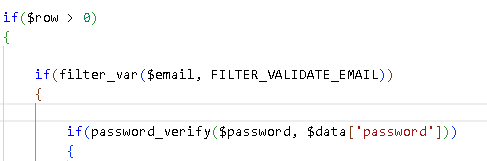 if($row > 0)
{
if(filter_var($email, FILTER_VALIDATE_EMAIL))
{
if(password_verify($password, $data['password']))
{